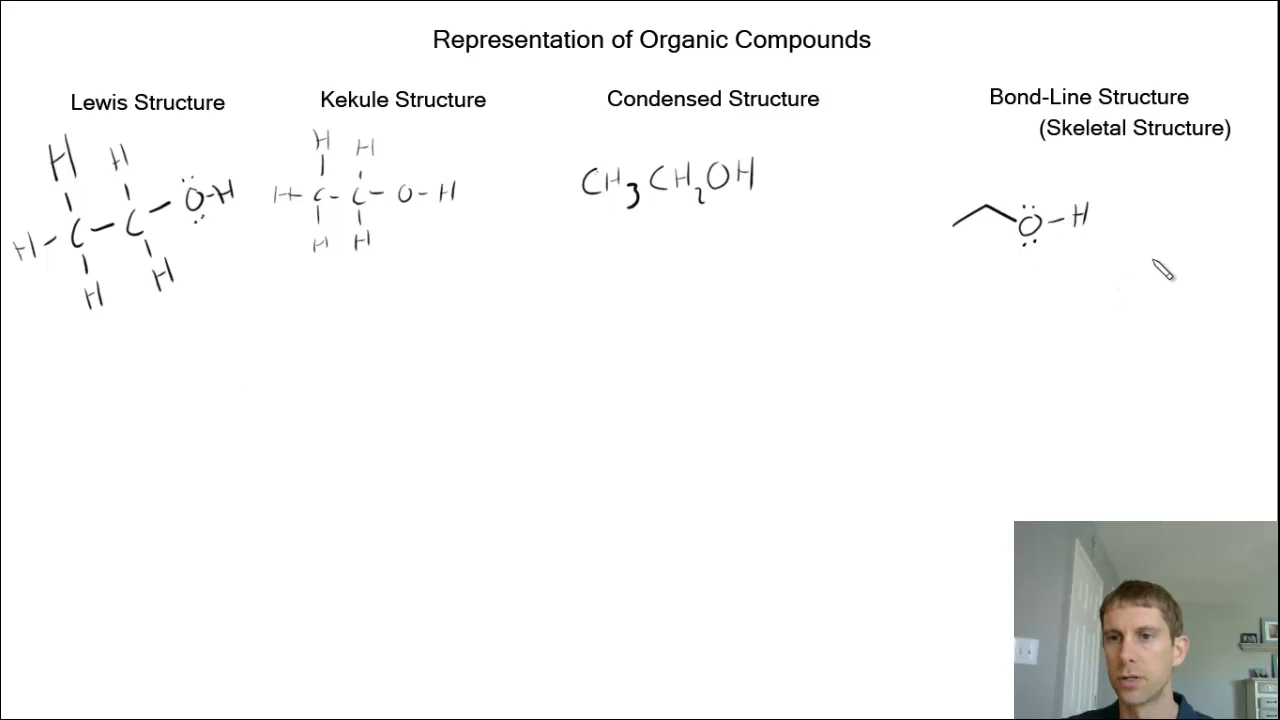 Representation of Organic Compounds
Lewis Structure
Kekule Structure
Condensed Structure
Bond-Line Structure
(Skeletal Structure)
H H
H-C-C-Ö-H
H H
H H
H-C-C-O-H
H H
CH₃CH₂OH
Ö-H